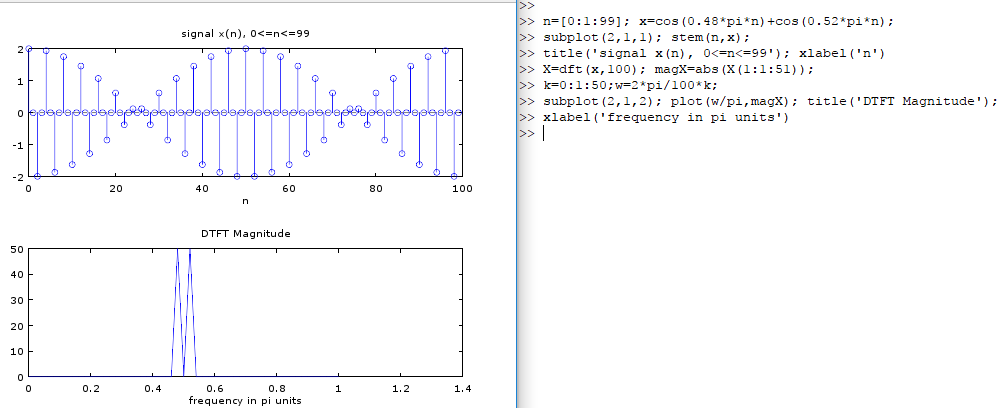 signal x(n), 0<=n<=99
2
1
0
-1
-2
0
20
40
60
80
100
n
DTFT Magnitude
50
40
30
20
10
0
0
0.2
0.4
0.6
0.8
1
1.2
1.4
frequency in pi units
>>
>> n=[0:1:99]; x=cos(0.48*pi*n)+cos(0.52*pi*n);
>> subplot(2,1,1); stem(n,x);
>> title('signal x(n), 0<=n<=99'); xlabel('n')
>> X=dft(x,100); magX=abs(X(1:1:51));
>> k=0:1:50;w=2*pi/100*k;
>> subplot(2,1,2); plot(w/pi,magX); title('DTFT Magnitude');
>> xlabel('frequency in pi units')
>>